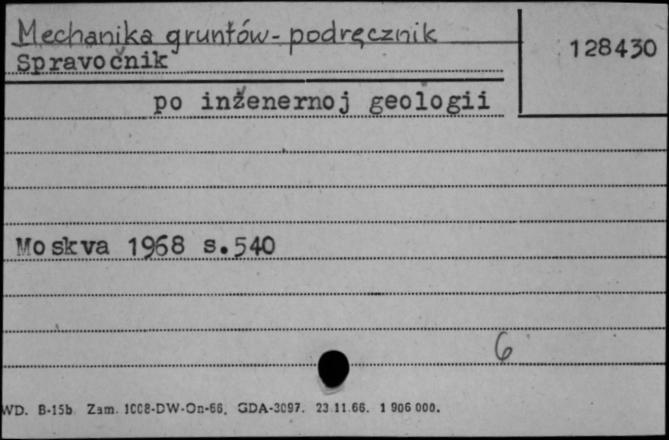 Mechanika gruntów - podręcznik
128430
Spravočnik
po inženernoj geologii
Moskva 1968 s.540
6
WD. B-15b Zam. 1008-DW-On-66. GDA-3097. 23.11.66. 1 906 000.